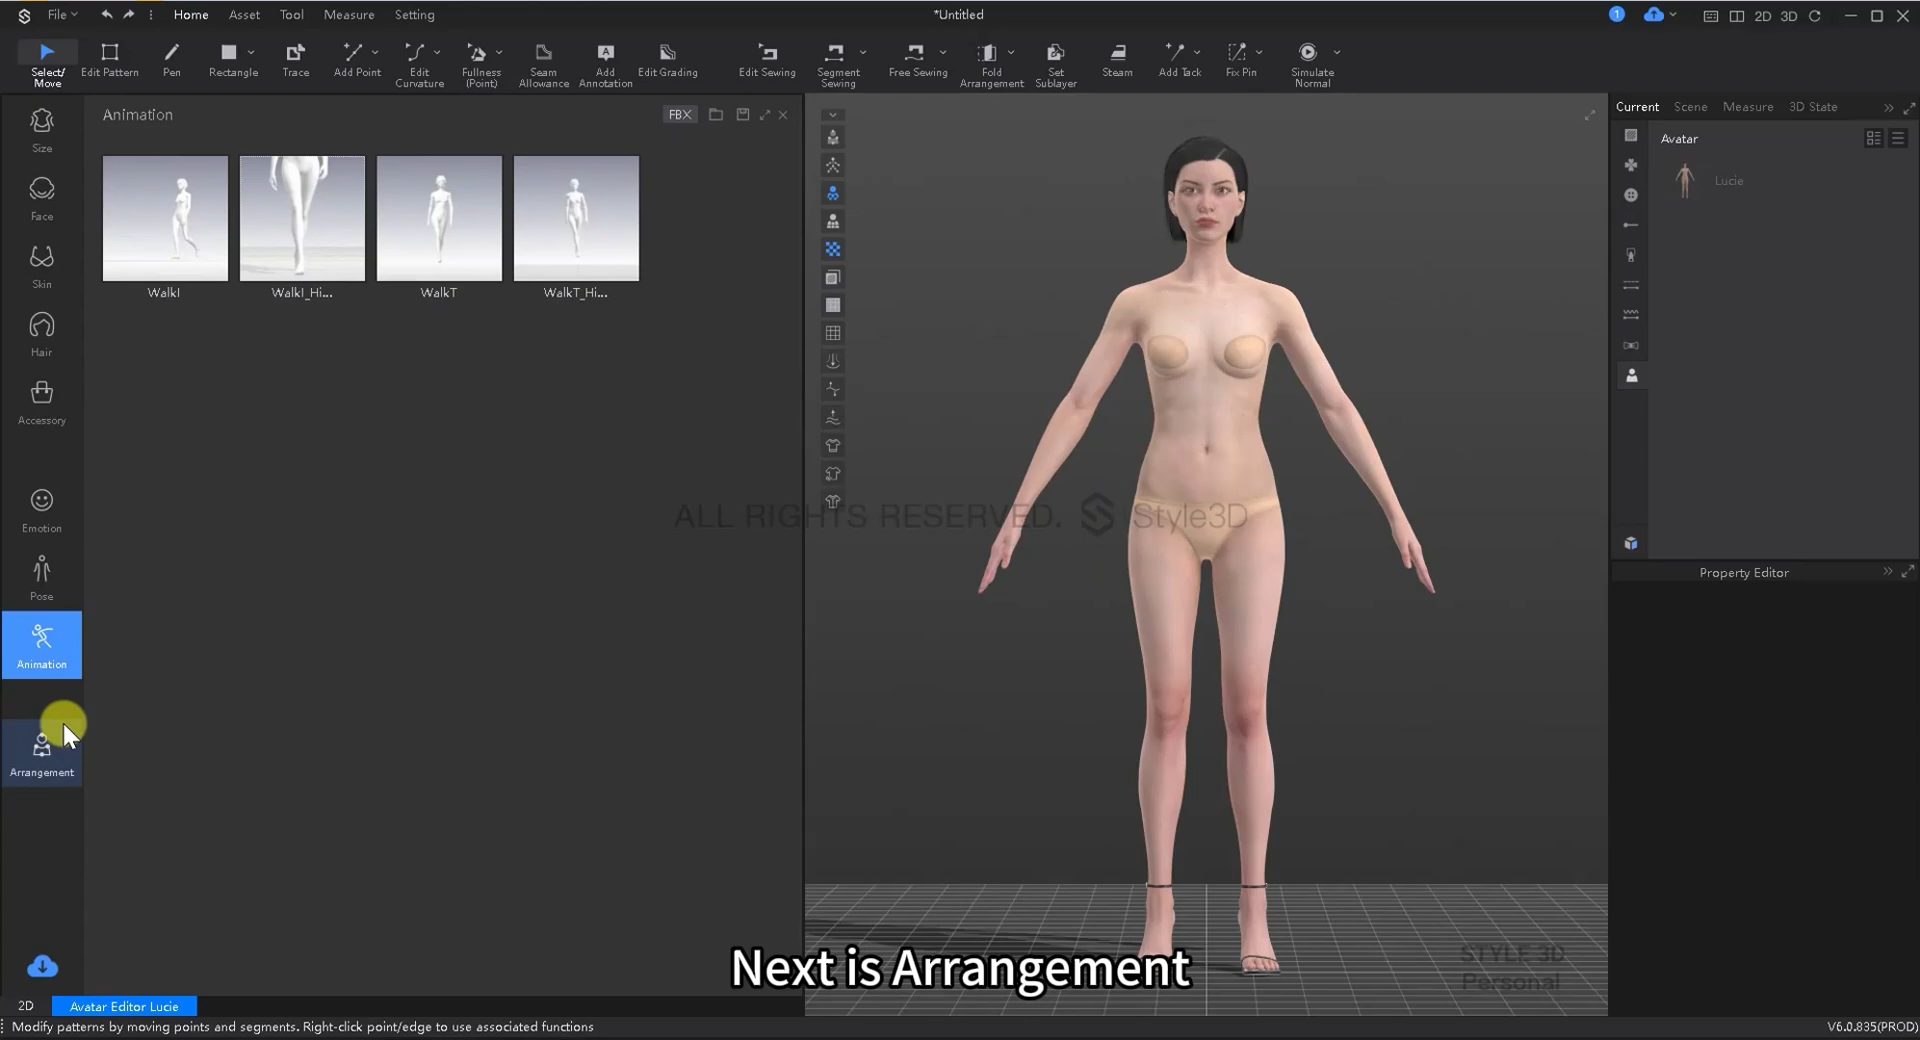 File Home Asset Tool Measure Setting *Untitled 1 2D 3D
Select/
Move
Edit Pattern
Pen
Rectangle
Trace
Add Point
Edit
Curvature
Fullness
(Point)
Seam
Allowance
Add
Annotation
Edit Grading
Edit Sewing
Segment
Sewing
Free Sewing
Fold
Arrangement
Set
Sublayer
Steam
Add Tack
Fix Pin
Simulate
Normal
Size
Face
Skin
Hair
Accessory
Emotion
Pose
Animation
Arrangement
Animation FBX
WalkI WalkI_Hi... WalkT WalkT_Hi...
Current Scene Measure 3D State
Avatar
Lucie
Property Editor
ALL RIGHTS RESERVED. Style3D
STYLE 3D
Personal
Next is Arrangement
2D Avatar Editor Lucie
Modify patterns by moving points and segments. Right-click point/edge to use associated functions
V6.0.835(PROD)